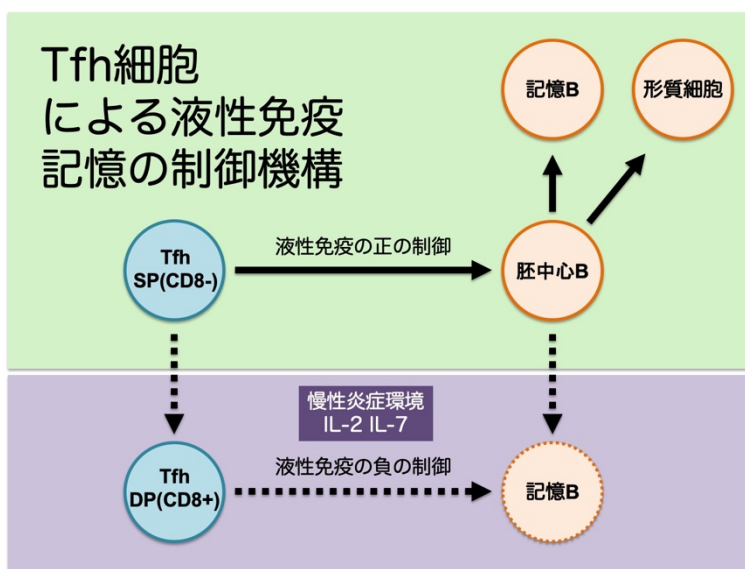 Tfh細胞
による液性免疫
記憶の制御機構
記憶B
形質細胞
Tfh
SP(CD8-)
液性免疫の正の制御
胚中心B
慢性炎症環境
IL-2 IL-7
Tfh
DP(CD8+)
液性免疫の負の制御
記憶B